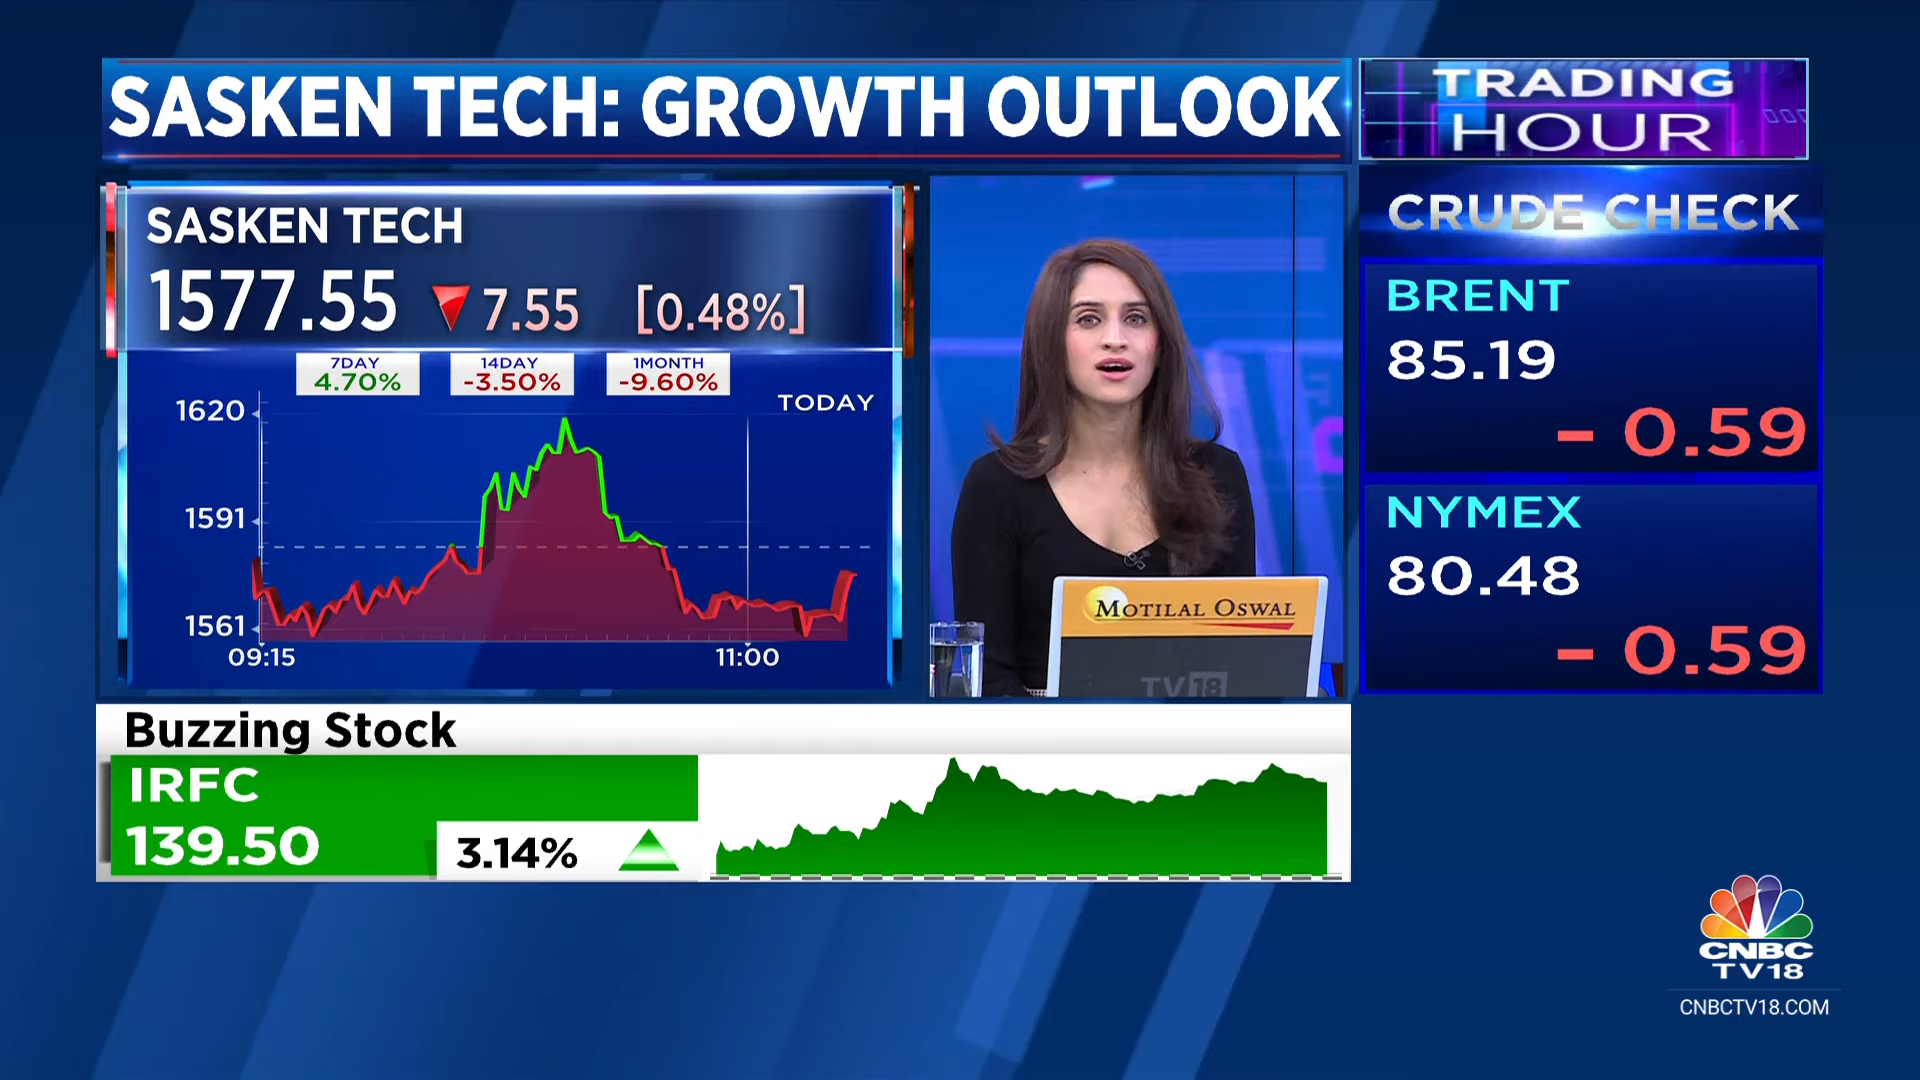 SASKEN TECH: GROWTH OUTLOOK
TRADING
HOUR
SASKEN TECH
1577.55 ▼ 7.55 [0.48%]
7DAY
4.70%
14DAY
-3.50%
1MONTH
-9.60%
TODAY
1620
1591
1561
09:15
11:00
MOTILAL OSWAL
TV18
CRUDE CHECK
BRENT
85.19
- 0.59
NYMEX
80.48
- 0.59
Buzzing Stock
IRFC
139.50
3.14%
CNBC
TV18
CNBCTV18.COM